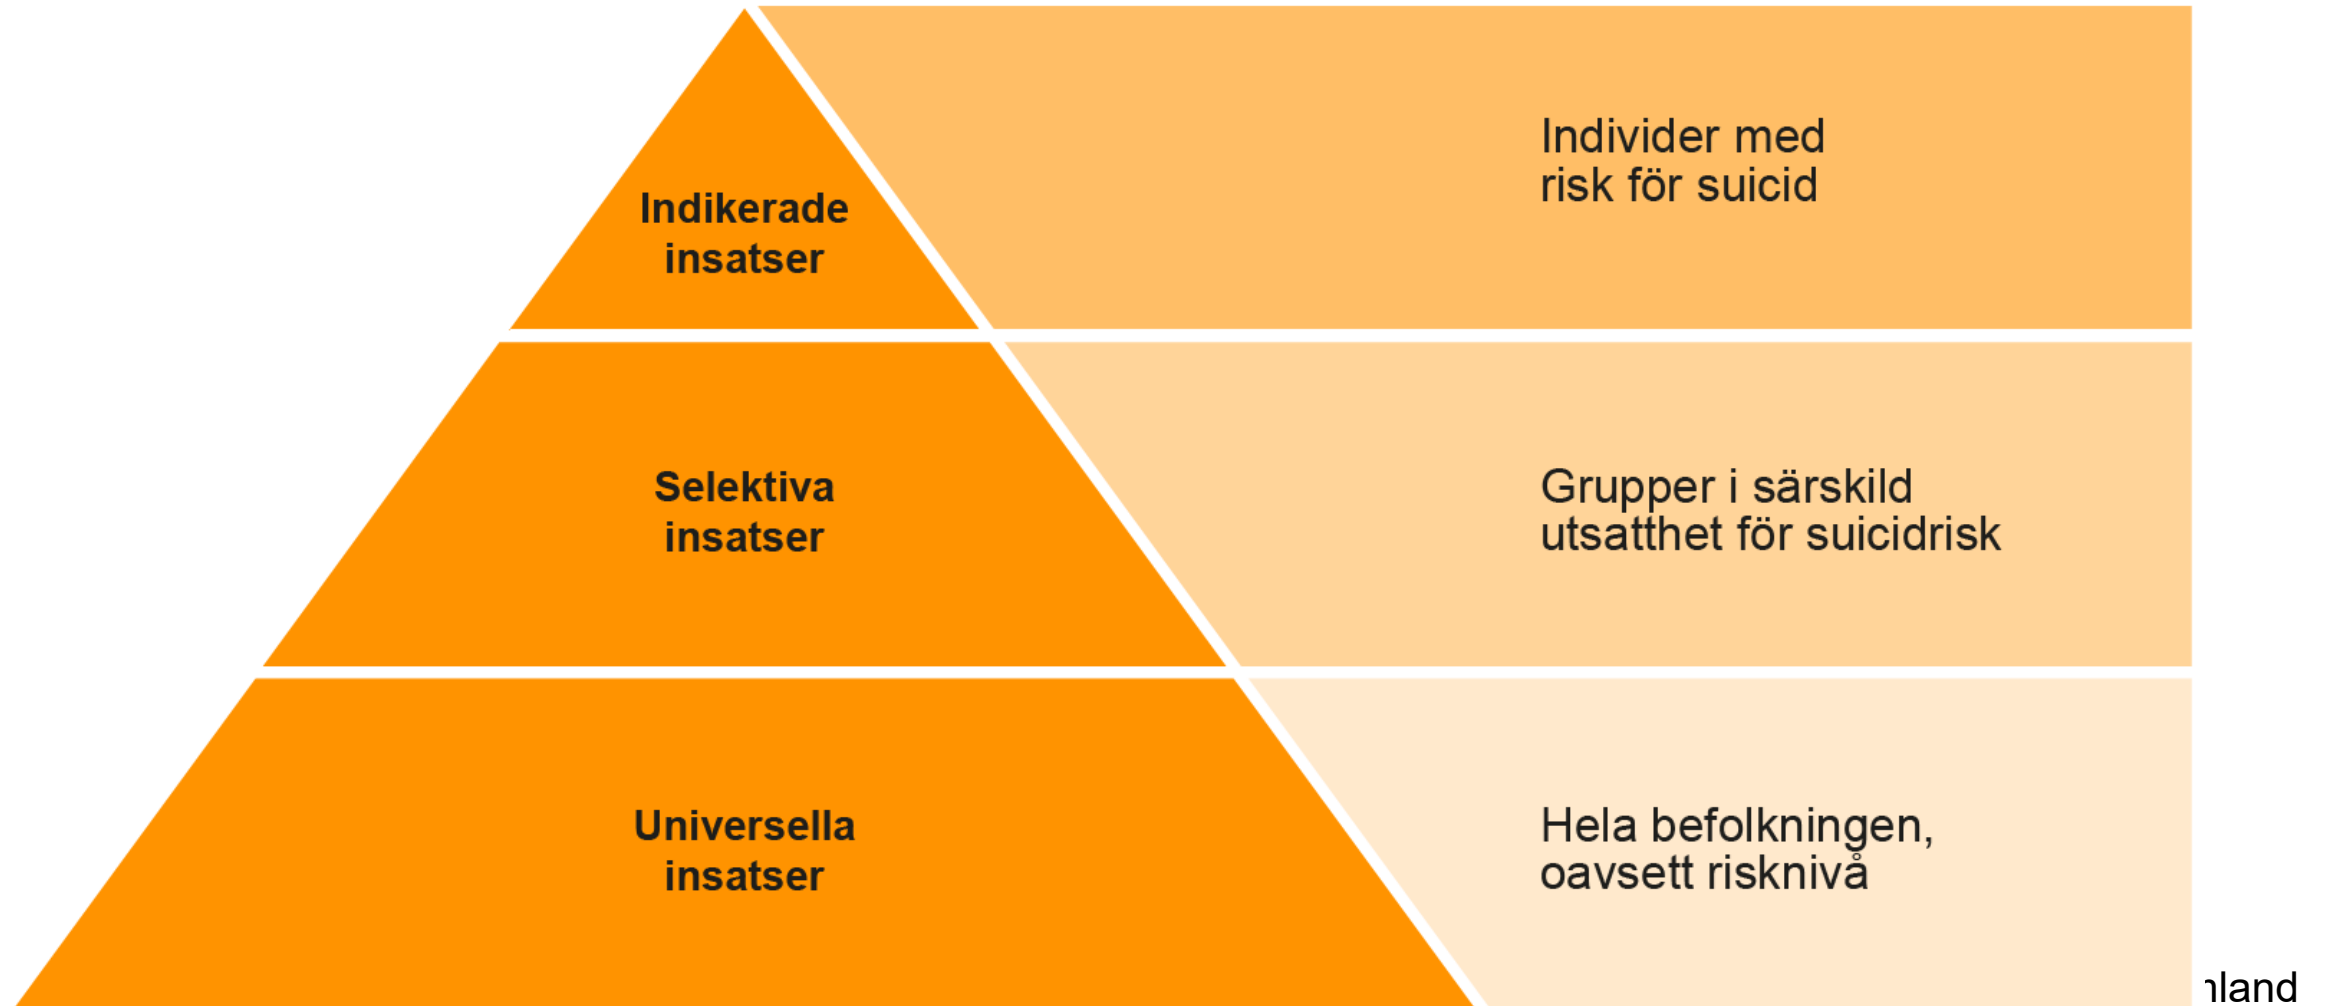 Indikerade
insatser
Individer med
risk för suicid
Selektiva
insatser
Grupper i särskild
utsatthet för suicidrisk
Universella
insatser
Hela befolkningen,
oavsett risknivå